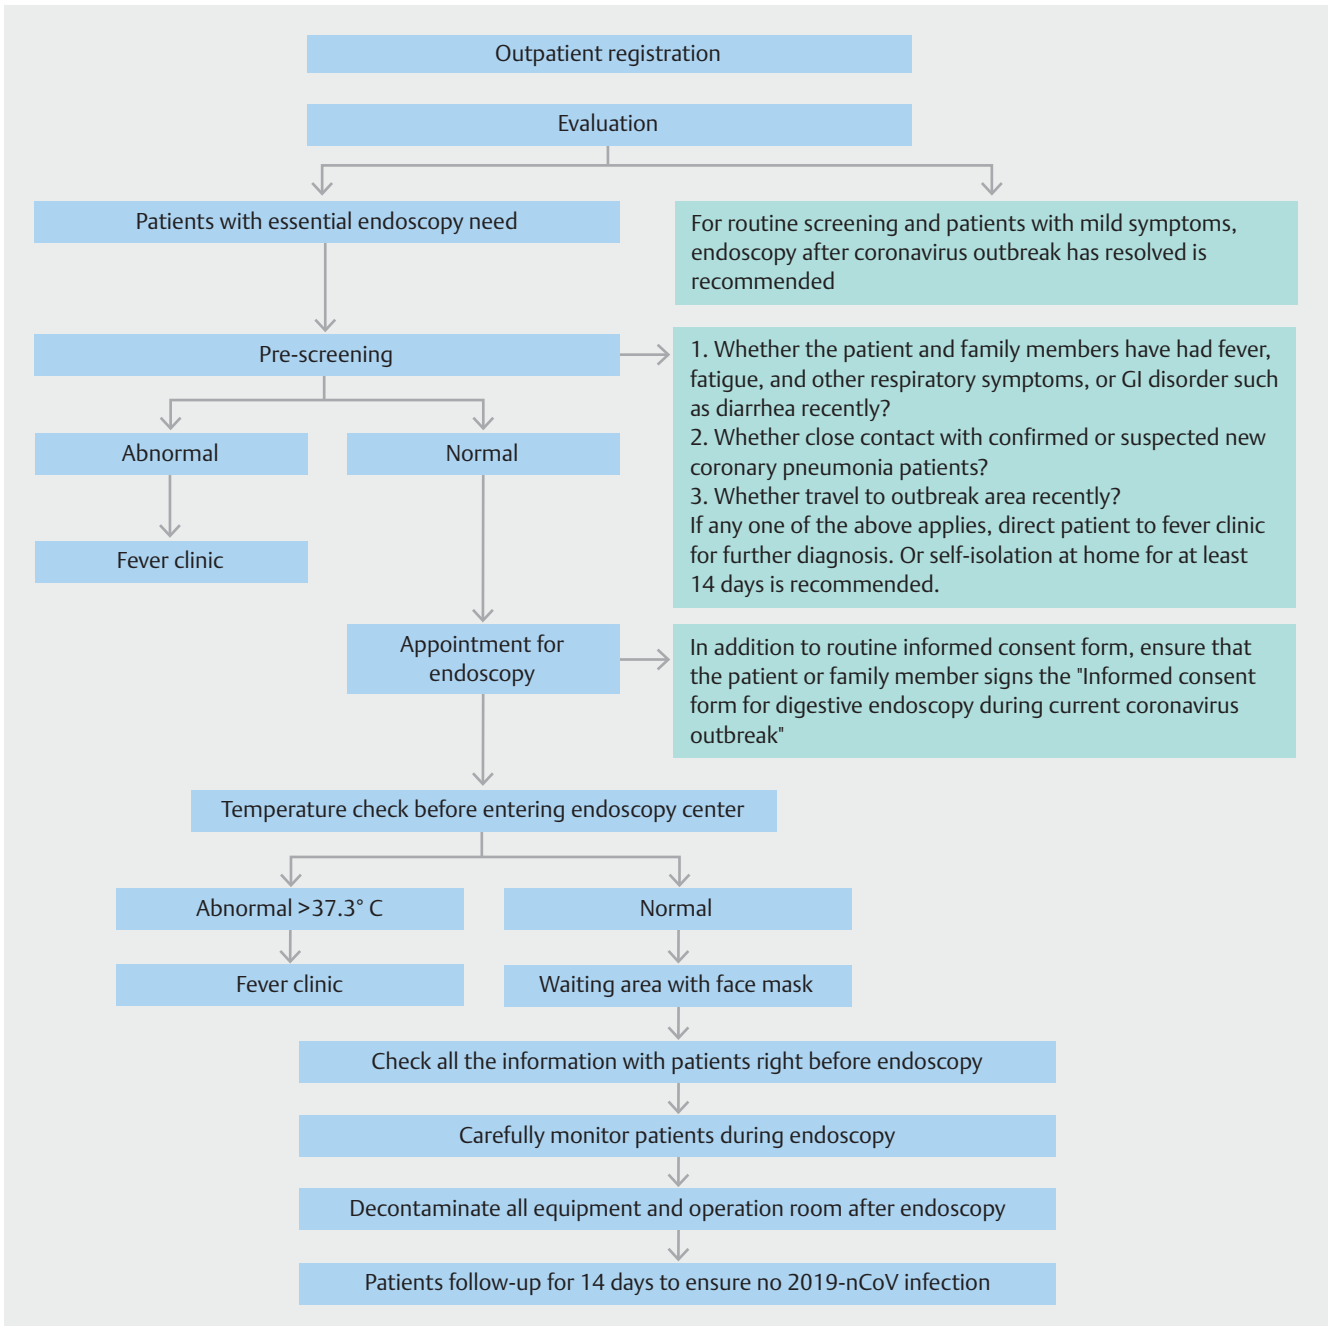 Outpatient registration
Evaluation
Patients with essential endoscopy need
For routine screening and patients with mild symptoms,
endoscopy after coronavirus outbreak has resolved is
recommended
Pre-screening
1. Whether the patient and family members have had fever,
fatigue, and other respiratory symptoms, or GI disorder such
as diarrhea recently?
2. Whether close contact with confirmed or suspected new
coronary pneumonia patients?
3. Whether travel to outbreak area recently?
If any one of the above applies, direct patient to fever clinic
for further diagnosis. Or self-isolation at home for at least
14 days is recommended.
Abnormal
Normal
Fever clinic
Appointment for
endoscopy
In addition to routine informed consent form, ensure that
the patient or family member signs the "Informed consent
form for digestive endoscopy during current coronavirus
outbreak"
Temperature check before entering endoscopy center
Abnormal >37.3° C
Normal
Fever clinic
Waiting area with face mask
Check all the information with patients right before endoscopy
Carefully monitor patients during endoscopy
Decontaminate all equipment and operation room after endoscopy
Patients follow-up for 14 days to ensure no 2019-nCoV infection